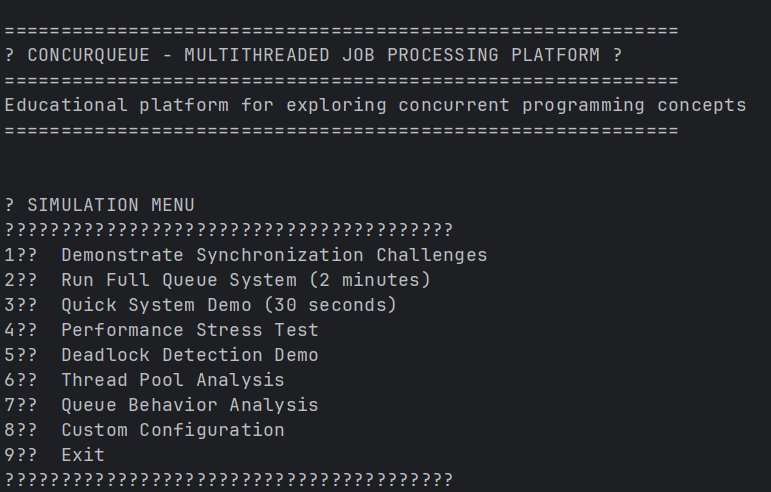 ============================================================
? CONCURQUEUE - MULTITHREADED JOB PROCESSING PLATFORM ?
============================================================
Educational platform for exploring concurrent programming concepts
============================================================
? SIMULATION MENU
????????????????????????????????????????
1??  Demonstrate Synchronization Challenges
2??  Run Full Queue System (2 minutes)
3??  Quick System Demo (30 seconds)
4??  Performance Stress Test
5??  Deadlock Detection Demo
6??  Thread Pool Analysis
7??  Queue Behavior Analysis
8??  Custom Configuration
9??  Exit
????????????????????????????????????????